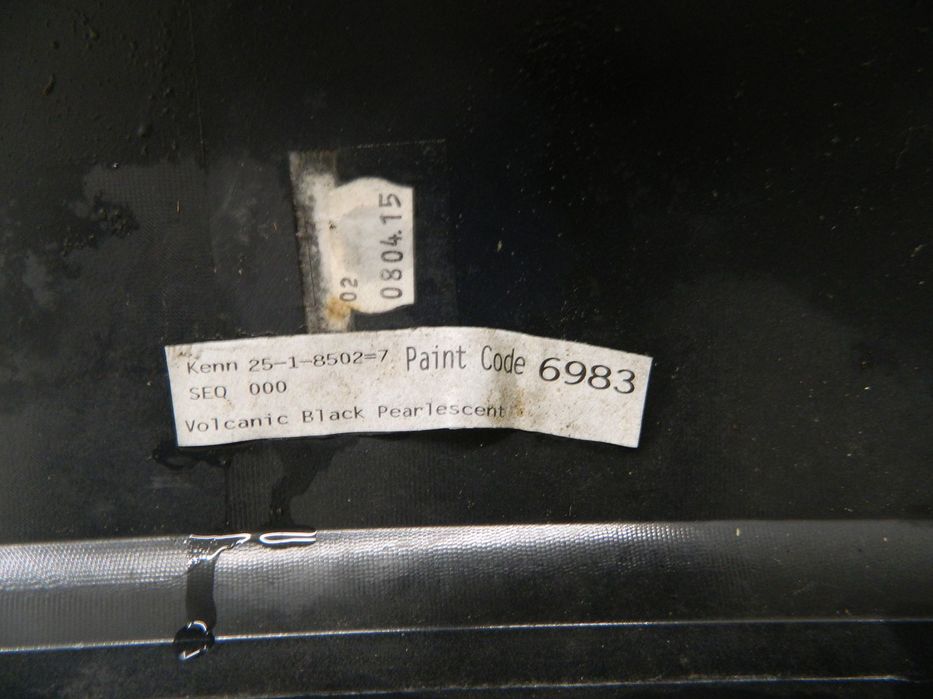 0804.15
02
Kenn 25-1-8502=7 Paint Code 6983
SEQ 000
Volcanic Black Pearlescent